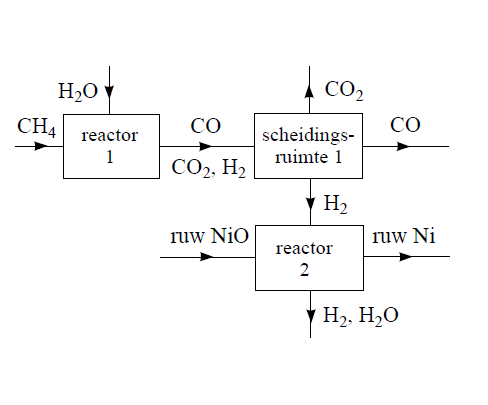 H₂O
CO₂
CH₄
reactor
1
CO
CO₂, H₂
scheidings-
ruimte 1
CO
H₂
ruw NiO
reactor
2
ruw Ni
H₂, H₂O